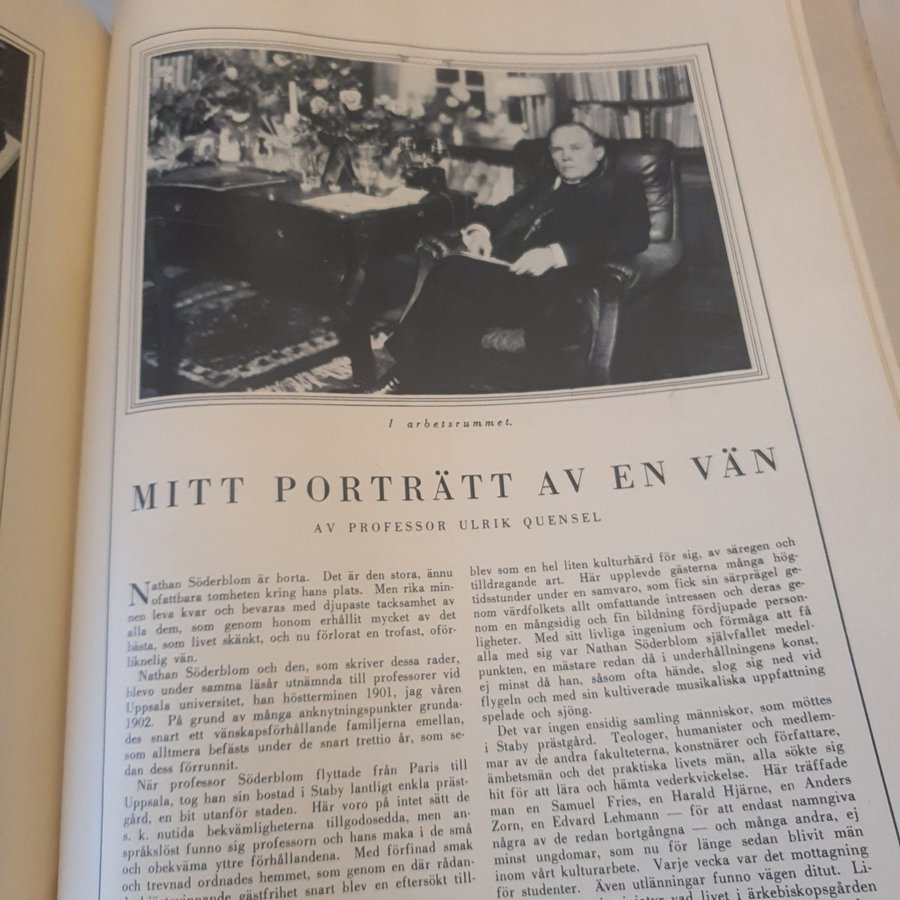 I arbetsrummet.
MITT PORTRÄTT AV EN VÄN
AV PROFESSOR ULRIK QUENSEL
Nathan Söderblom är borta. Det är den stora, ännu
ofattbara tomheten kring hans plats. Men rika min-
nen leva kvar och bevaras med djupaste tacksamhet av
alla dem, som genom honom erhållit mycket av det
bästa, som livet skänkt, och nu förlorat en trofast, oför-
liknelig vän.
Nathan Söderblom och den, som skriver dessa rader,
blevo under samma läsår utnämnda till professorer vid
Uppsala universitet, han höstterminen 1901, jag våren
1902. På grund av många anknytningspunkter grunda-
des snart ett vänskapsförhållande familjerna emellan,
som alltmera befästs under de snart trettio år, som se-
dan dess förrunnit.
När professor Söderblom flyttade från Paris till
Uppsala, tog han sin bostad i Staby lantligt enkla präst-
gård, en bit utanför staden. Här voro på intet sätt de
s. k. nutida bekvämligheterna tillgodosedda, men an-
språkslöst funno sig professorn och hans maka i de små
och obekväma yttre förhållandena. Med förfinad smak
och trevnad ordnades hemmet, som genom en där rådan-
gästfrihet snart blev en eftersökt till-
blev som en hel liten kulturhärd för sig, av säregen och
tilldragande art. Här upplevde gästerna många hög-
tidsstunder under en samvaro, som fick sin särprägel ge-
nom värdfolkets allt omfattande intressen och deras ge-
nom en mångsidig och fin bildning fördjupade person-
ligheter. Med sitt livliga ingenium och förmåga att få
alla med sig var Nathan Söderblom självfallet medel-
punkten, en mästare redan då i underhållningens konst,
ej minst då han, såsom ofta hände, slog sig ned vid
flygeln och med sin kultiverade musikaliska uppfattning
spelade och sjöng.
Det var ingen ensidig samling människor, som möttes
i Staby prästgård. Teologer, humanister och medlem-
mar av de andra fakulteterna, konstnärer och författare,
ämbetsmän och det praktiska livets män, alla sökte sig
hit för att lära och hämta vederkvickelse. Här träffade
man en Samuel Fries, en Harald Hjärne, en Anders
Zorn, en Edvard Lehmann — för att endast namngiva
några av de redan bortgångna — och många andra, ej
minst ungdomar, som nu för länge sedan blivit män
inom vårt kulturarbete. Varje vecka var det mottagning
för studenter. Även utlänningar funno vägen ditut. Li-
vad livet i ärkebiskopsgården